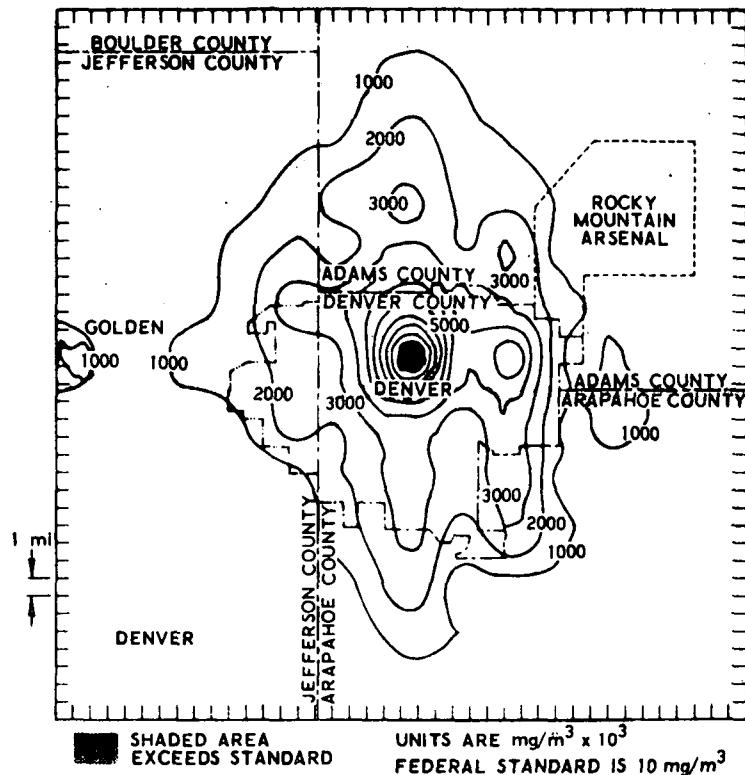 BOULDER COUNTY
JEFFERSON COUNTY
1000
2000
3000
ROCKY
MOUNTAIN
ARSENAL
3000
ADAMS COUNTY
DENVER COUNTY
GOLDEN
5000
1000
1000
DENVER
2000
3000
ADAMS COUNTY
ARAPAHOE COUNTY
1000
3000
2000
1000
1 mi
JEFFERSON COUNTY
ARAPAHOE COUNTY
DENVER
SHADED AREA
EXCEEDS STANDARD
UNITS ARE mg/m³ x 10³
FEDERAL STANDARD IS 10 mg/m³